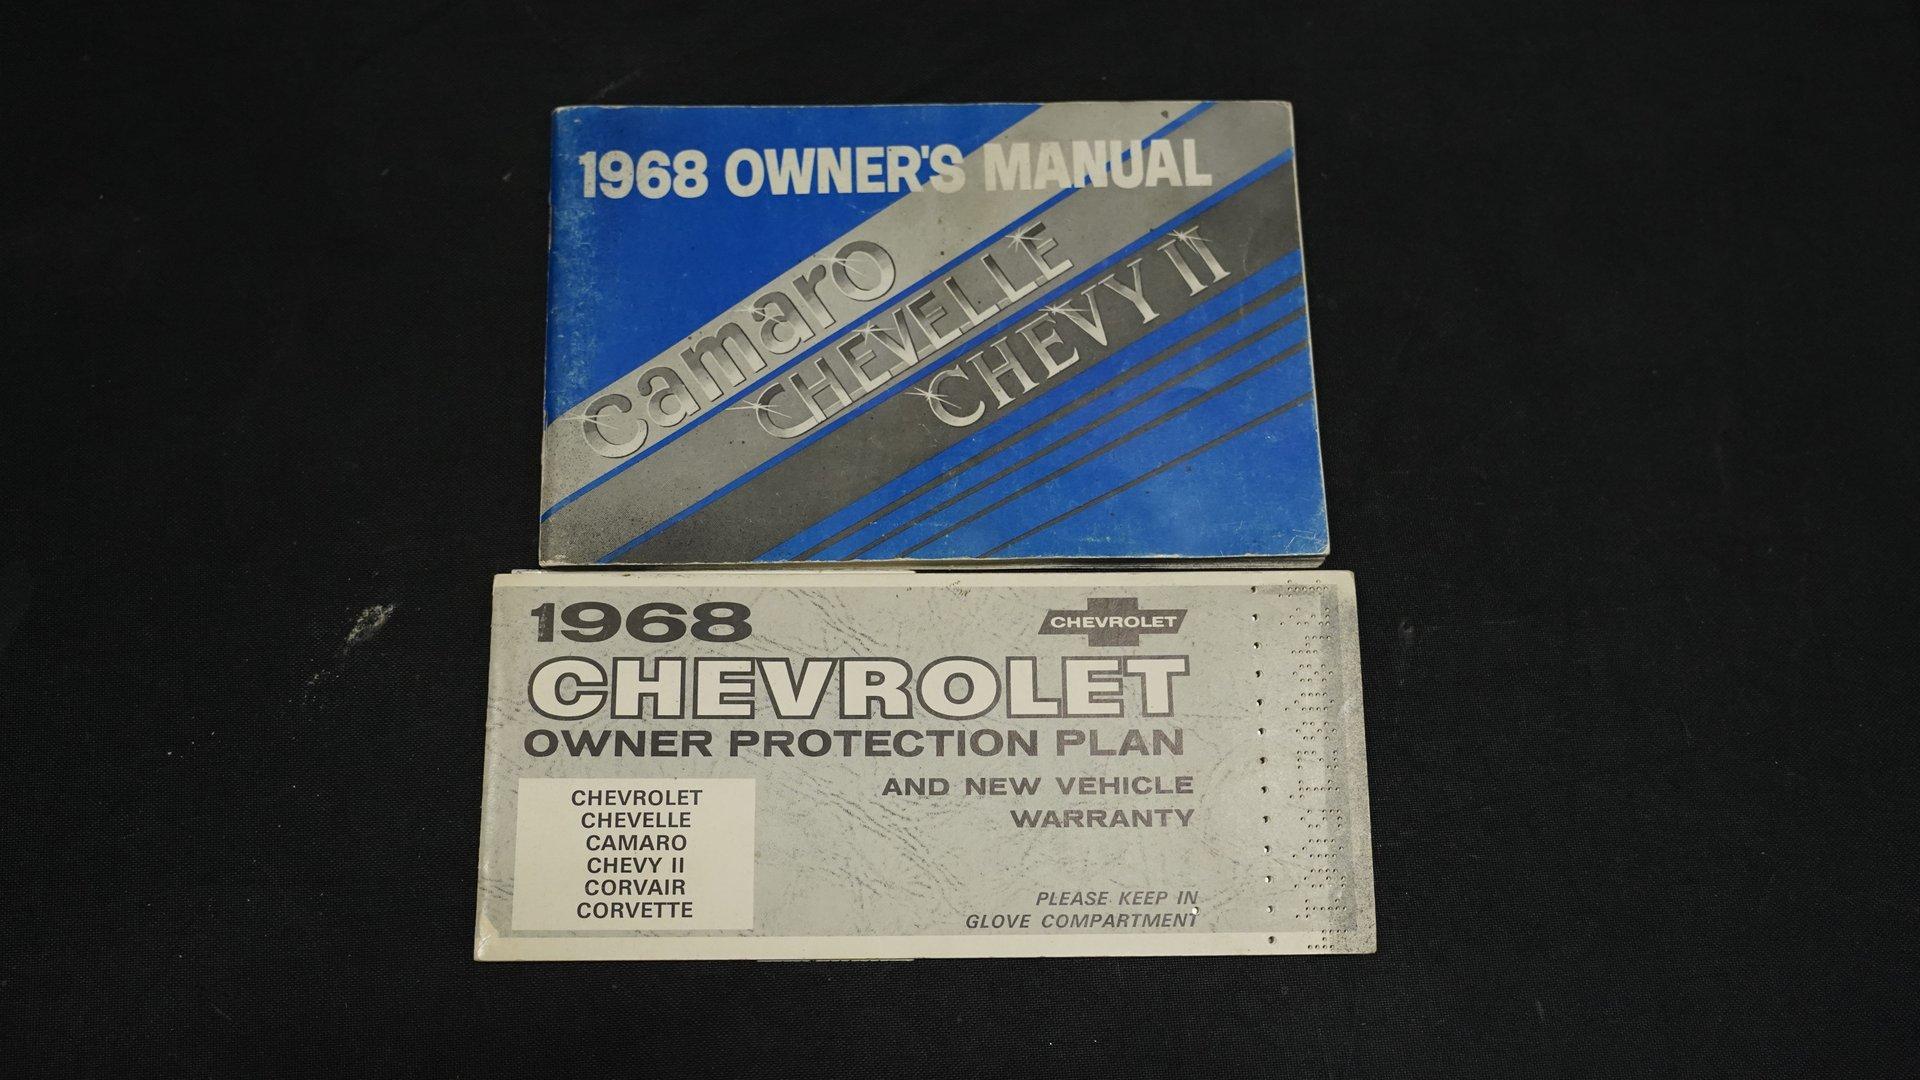 1968 OWNER'S MANUAL
camaro
CHEVELLE
CHEVY II
1968
CHEVROLET
CHEVROLET
OWNER PROTECTION PLAN
AND NEW VEHICLE
WARRANTY
CHEVROLET
CHEVELLE
CAMARO
CHEVY II
CORVAIR
CORVETTE
PLEASE KEEP IN
GLOVE COMPARTMENT